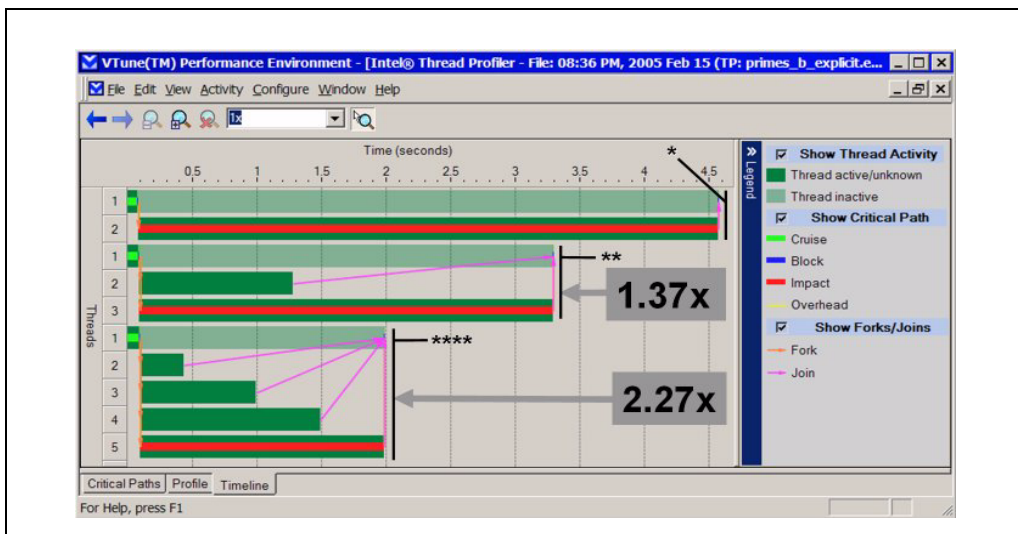 VTune(TM) Performance Environment - [Intel® Thread Profiler - File: 08:36 PM, 2005 Feb 15 (TP: primes_b_explicit.e...
File Edit View Activity Configure Window Help
1x
Time (seconds)
0.5 1 1.5 2 2.5 3 3.5 4 4.5
*
Threads
1
2
1
**
2
1.37x
3
1
****
2
3
4
2.27x
5
Legend
Show Thread Activity
Thread active/unknown
Thread inactive
Show Critical Path
Cruise
Block
Impact
Overhead
Show Forks/Joins
Fork
Join
Critical Paths Profile Timeline
For Help, press F1